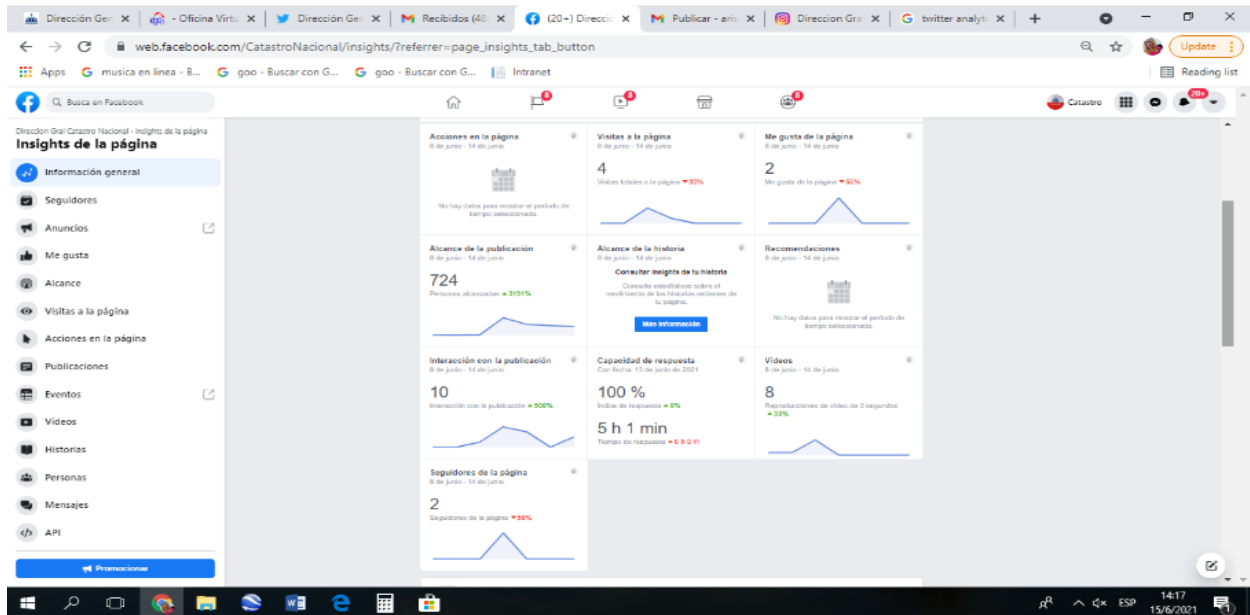 Dirección Ger
- Oficina Virtu
Dirección Ger
Recibidos (48
(20+) Direcció
Publicar - aris
Direccion Gra
twitter analyti
web.facebook.com/CatastroNacional/insights/?referrer=page_insights_tab_button
Update
Apps
musica en linea - B...
goo - Buscar con G...
goo - Buscar con G...
Intranet
Reading list
Busca en Facebook
8
8
8
Catastro
20+
Direccion Gral Catastro Nacional - Insights de la página
Insights de la página
Información general
Seguidores
Anuncios
Me gusta
Alcance
Visitas a la página
Acciones en la página
Publicaciones
Eventos
Videos
Historias
Personas
Mensajes
API
Promocionar
Acciones en la página
8 de junio - 14 de junio
No hay datos para mostrar el período de
tiempo seleccionado.
Visitas a la página
8 de junio - 14 de junio
4
Visitas totales a la página ▼33%
Me gusta de la página
8 de junio - 14 de junio
2
Me gusta de la página ▼50%
Alcance de la publicación
8 de junio - 14 de junio
724
Personas alcanzadas ▲3191%
Alcance de la historia
8 de junio - 14 de junio
Consultar insights de tu historia
Consulta estadísticas sobre el
rendimiento de las historias recientes de
tu página.
Más información
Recomendaciones
8 de junio - 14 de junio
No hay datos para mostrar el período de
tiempo seleccionado.
Interacción con la publicación
8 de junio - 14 de junio
10
Interacción con la publicación ▲900%
Capacidad de respuesta
Con fecha: 13 de junio de 2021
100 %
Índice de respuesta ▲0%
5 h 1 min
Tiempo de respuesta ▲0 h 0 m
Videos
8 de junio - 14 de junio
8
Reproducciones de video de 3 segundos
▲33%
Seguidores de la página
8 de junio - 14 de junio
2
Seguidores de la página ▼50%
ESP
14:17
15/6/2021